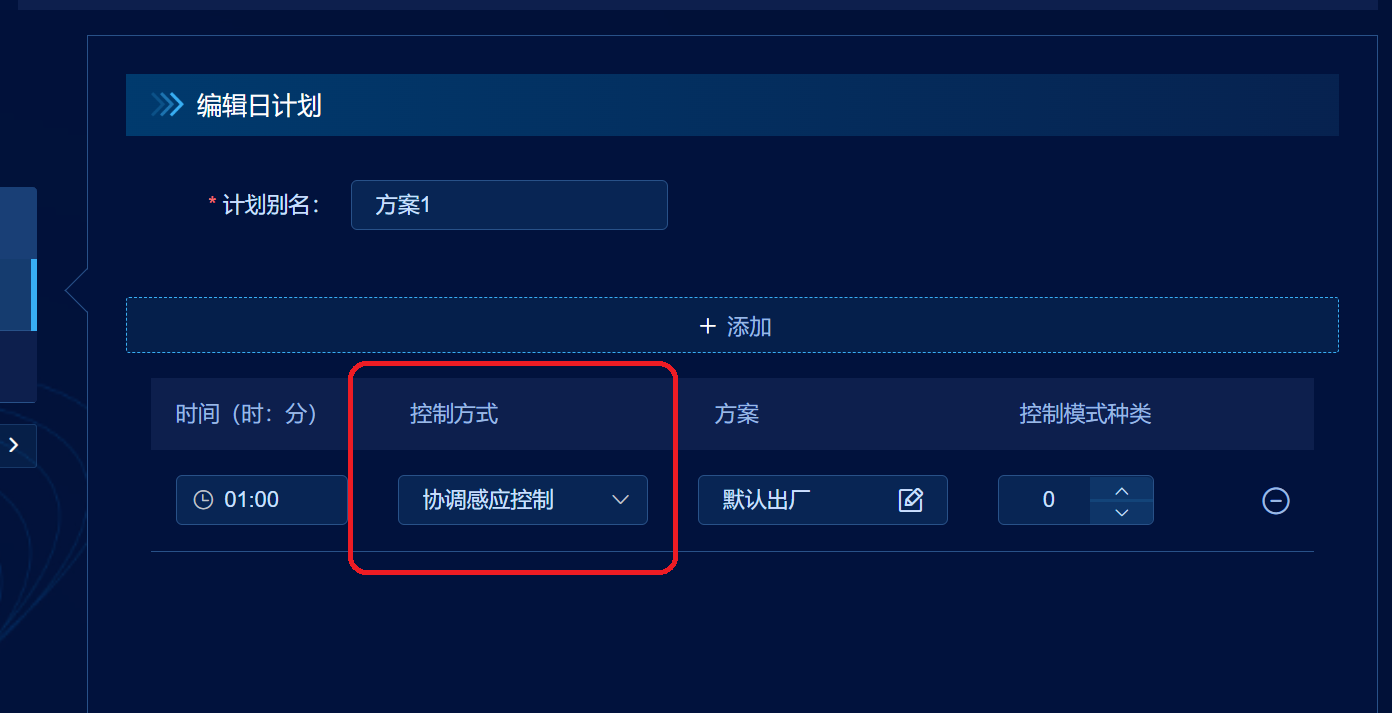 编辑日计划
* 计划别名：
方案1
+ 添加
时间（时：分） 控制方式 方案 控制模式种类
01:00 协调感应控制 默认出厂 0